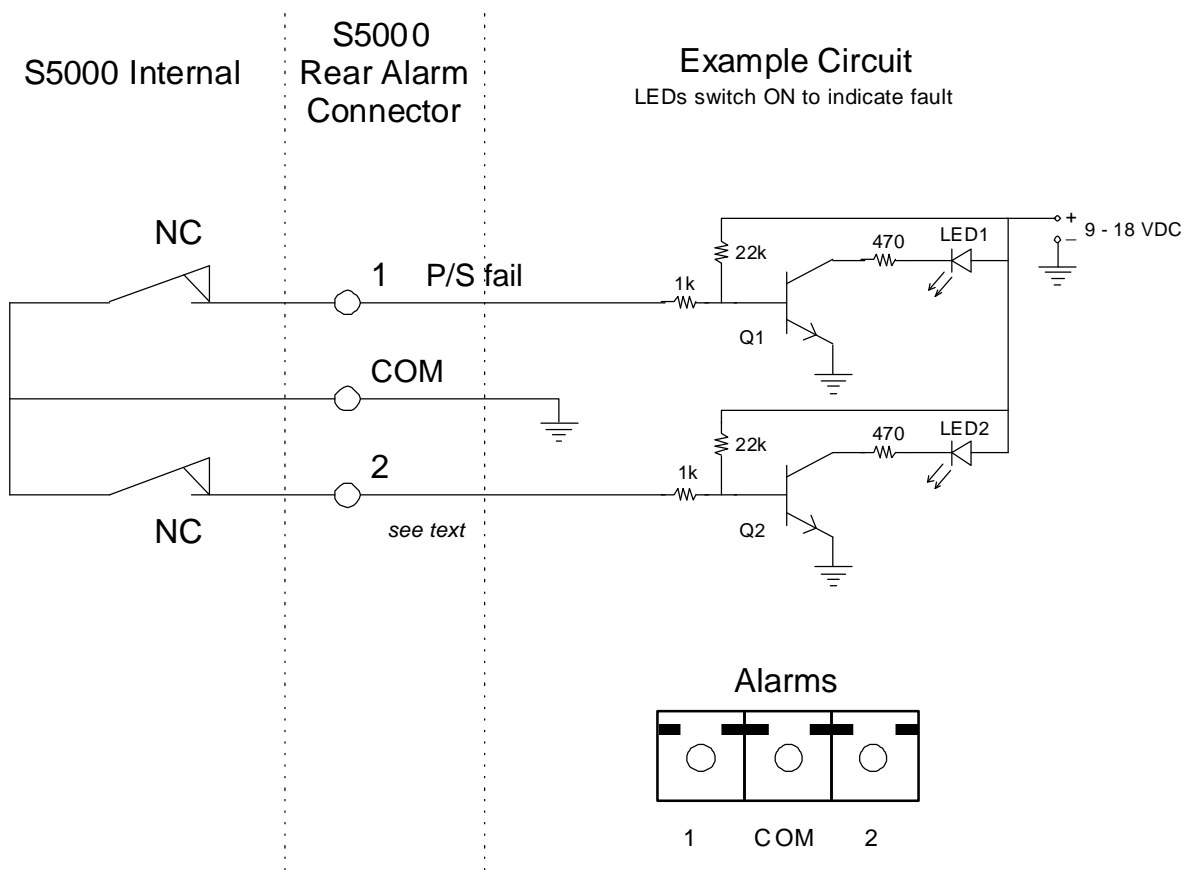 S5000 Internal
S5000
Rear Alarm
Connector
Example Circuit
LEDs switch ON to indicate fault
NC
1 P/S fail
COM
2
see text
NC
1k
22k
470
LED1
+
–
9 - 18 VDC
Q1
1k
22k
470
LED2
Q2
Alarms
1 COM 2